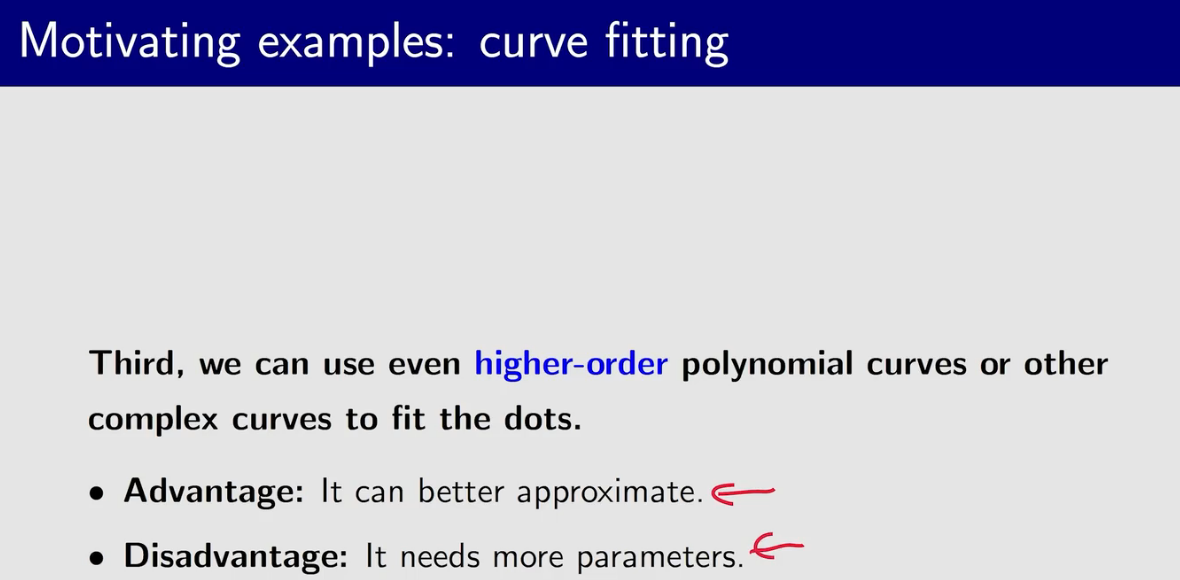 Motivating examples: curve fitting
Third, we can use even higher-order polynomial curves or other
complex curves to fit the dots.
• Advantage: It can better approximate.
• Disadvantage: It needs more parameters.